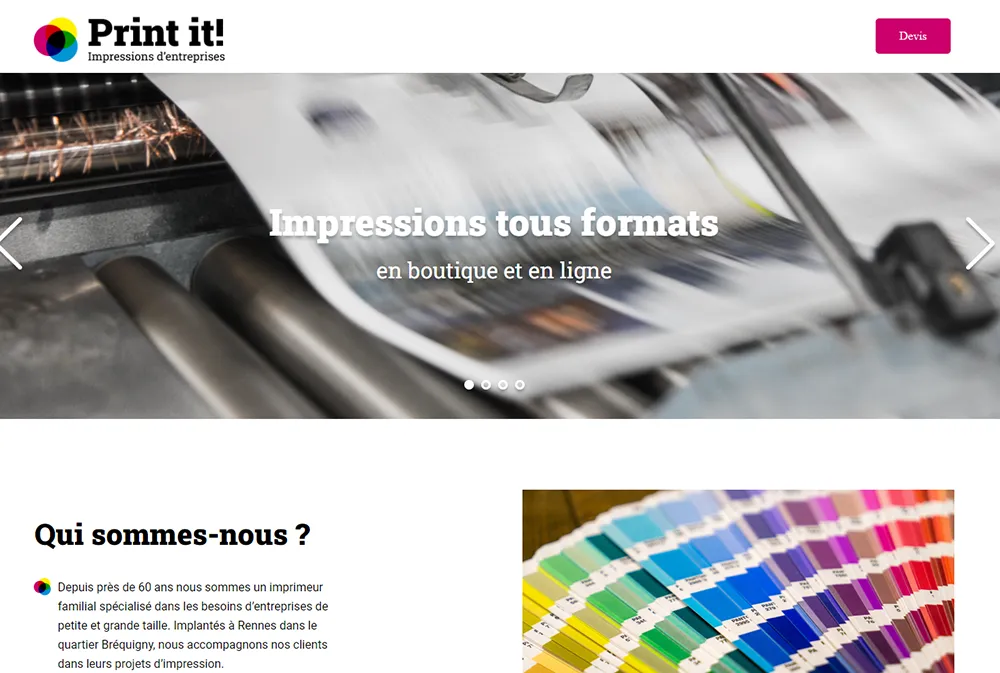 Print it!
Impressions d'entreprises
Devis
Impressions tous formats
en boutique et en ligne
Qui sommes-nous ?
Depuis près de 60 ans nous sommes un imprimeur
familial spécialisé dans les besoins d'entreprises de
petite et grande taille. Implantés à Rennes dans le
quartier Bréquigny, nous accompagnons nos clients
dans leurs projets d'impression.